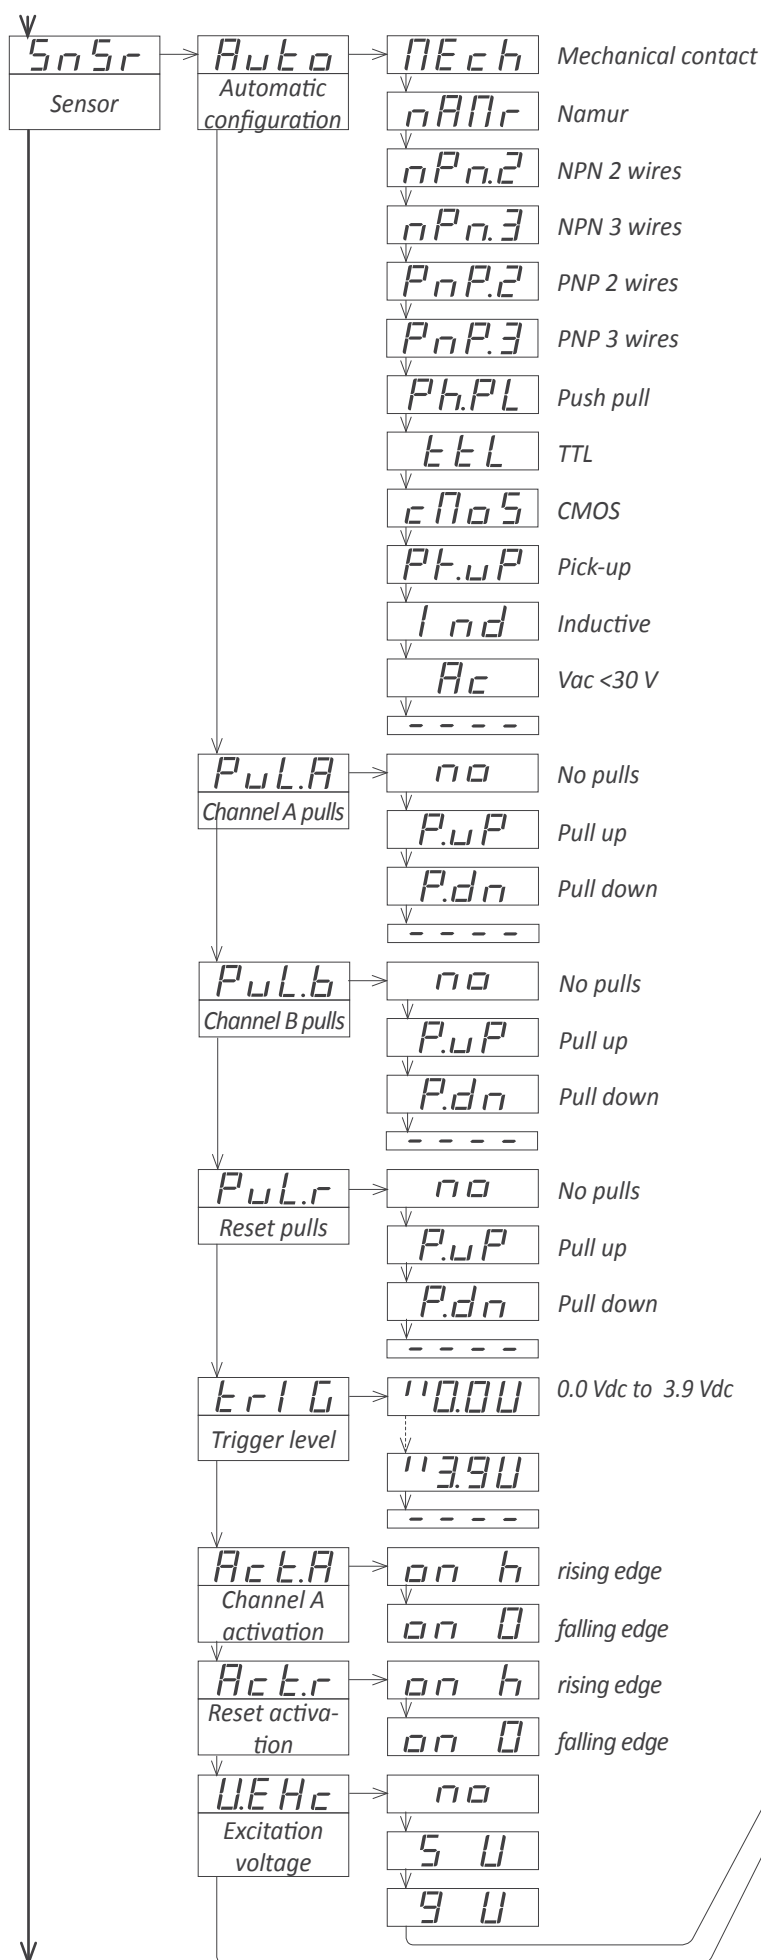 SnSr
Sensor
Auto
Automatic
configuration
MEch Mechanical contact
nAMr Namur
nPn.2 NPN 2 wires
nPn.3 NPN 3 wires
PnP.2 PNP 2 wires
PnP.3 PNP 3 wires
Ph.PL Push pull
ttL TTL
cMoS CMOS
Pk.uP Pick-up
Ind Inductive
Ac Vac <30 V
- - - -
PuL.A
Channel A pulls
no No pulls
P.uP Pull up
P.dn Pull down
- - - -
PuL.b
Channel B pulls
no No pulls
P.uP Pull up
P.dn Pull down
- - - -
PuL.r
Reset pulls
no No pulls
P.uP Pull up
P.dn Pull down
- - - -
trIG
Trigger level
"0.0U 0.0 Vdc to 3.9 Vdc
"3.9U
- - - -
Act.A
Channel A
activation
on h rising edge
on 0 falling edge
Act.r
Reset activa-
tion
on h rising edge
on 0 falling edge
U.EHc
Excitation
voltage
no
5 U
9 U